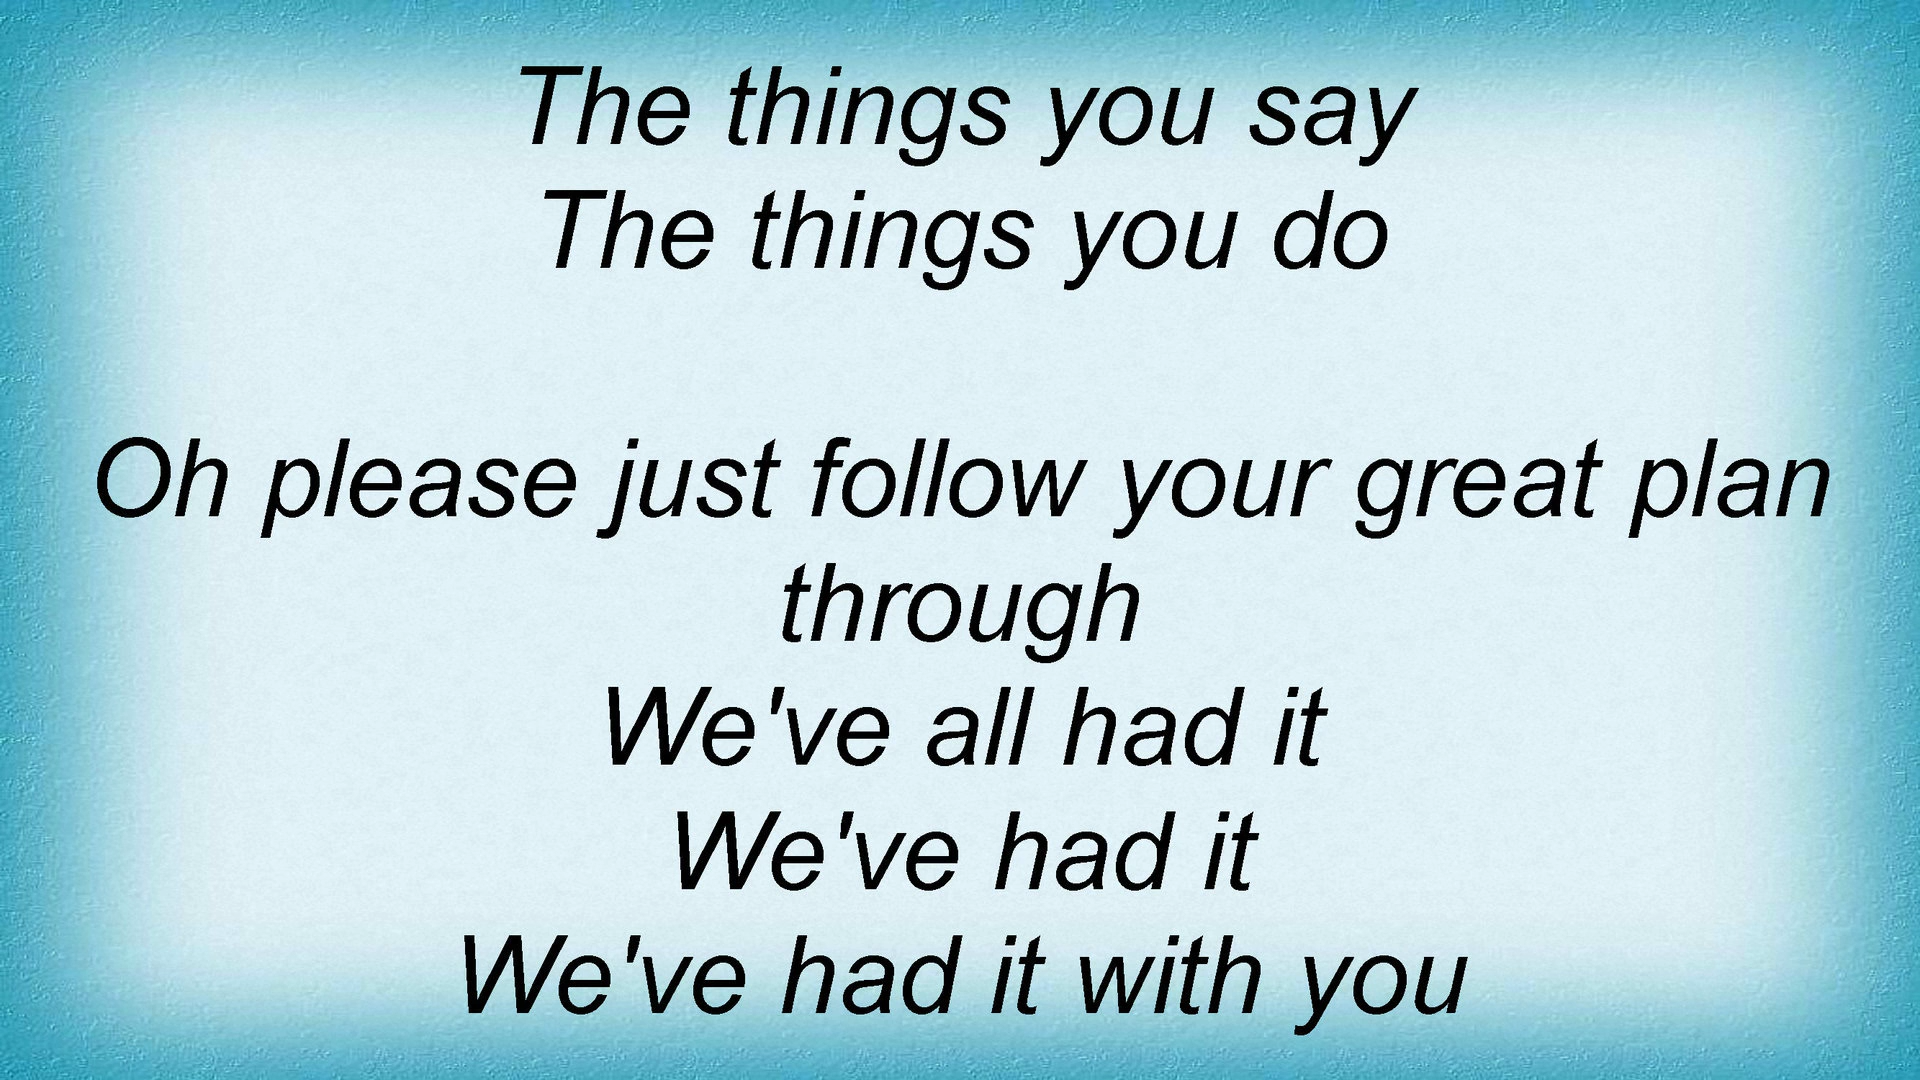 The things you say
The things you do
Oh please just follow your great plan
through
We've all had it
We've had it
We've had it with you